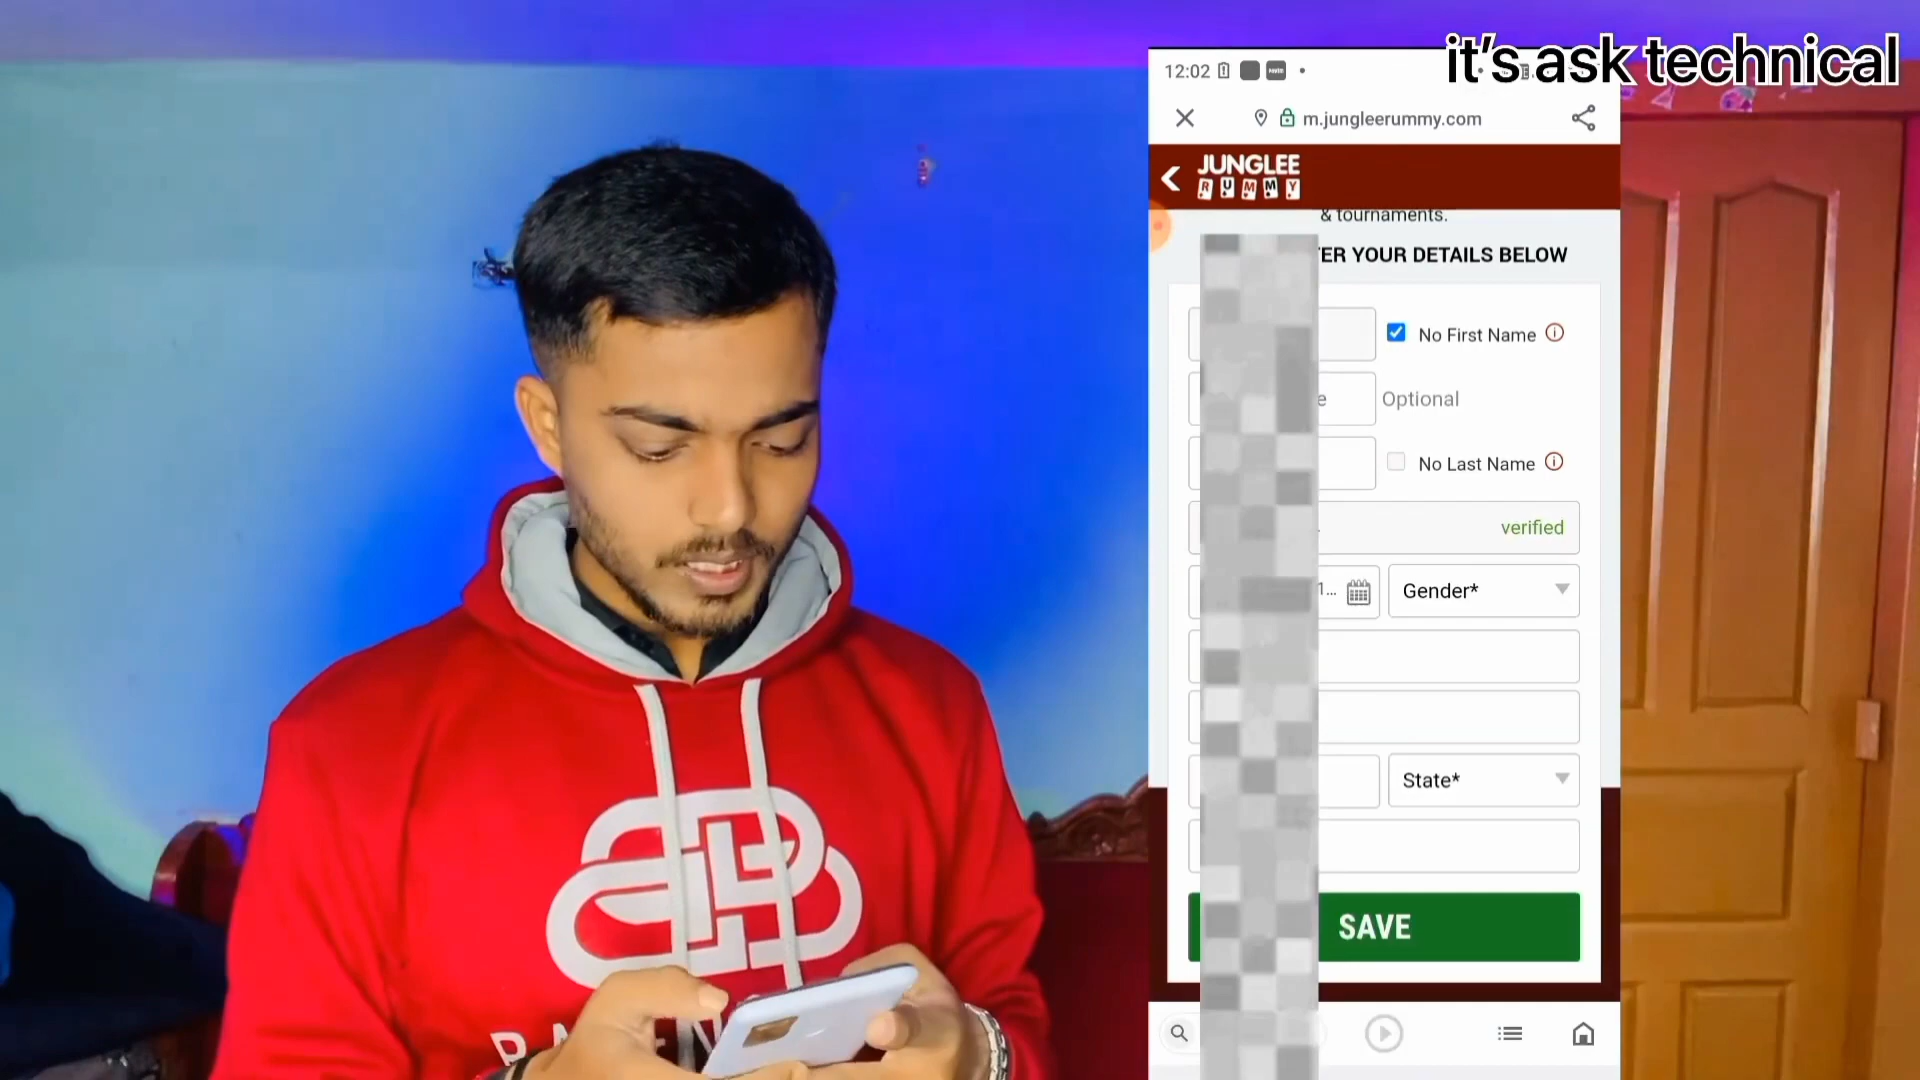 it's ask technical
12:02
m.jungleerummy.com
JUNGLEE
RUMMY
& tournaments.
ER YOUR DETAILS BELOW
No First Name
e Optional
No Last Name
verified
1... Gender*
State*
SAVE